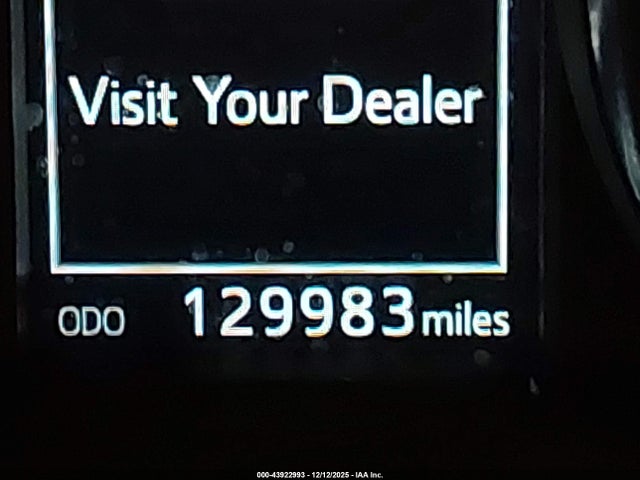 Visit Your Dealer
ODO 129983 miles
000-43922993 - 12/12/2025 - IAA Inc.